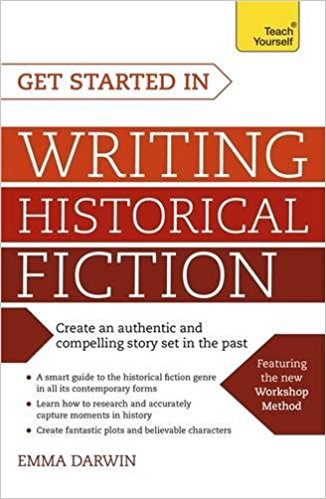 Teach
Yourself®
GET STARTED IN
WRITING
HISTORICAL
FICTION
Create an authentic and
compelling story set in the past
• A smart guide to the historical fiction genre
in all its contemporary forms
• Learn how to research and accurately
capture moments in history
• Create fantastic plots and believable characters
Featuring
the new
Workshop
Method
EMMA DARWIN